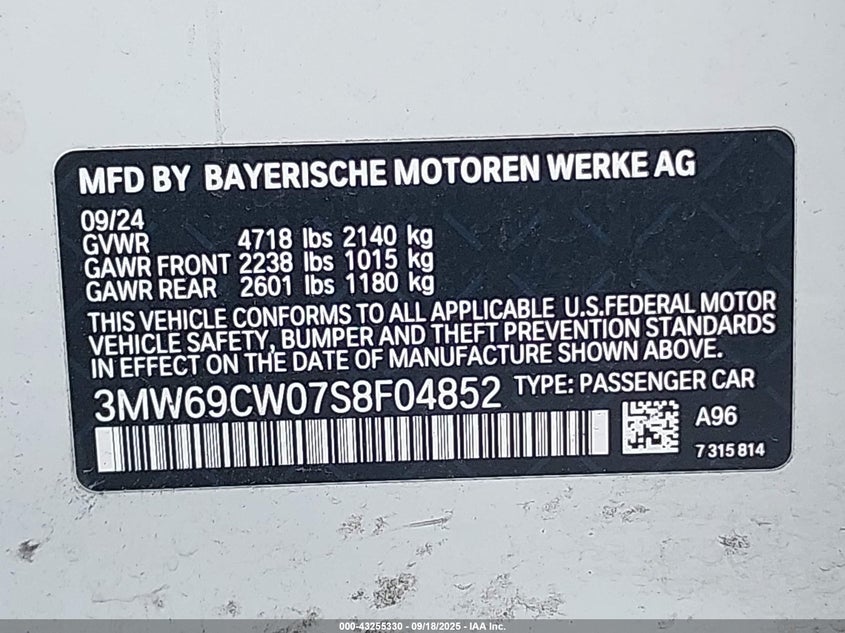 MFD BY BAYERISCHE MOTOREN WERKE AG
09/24
GVWR 4718 lbs 2140 kg
GAWR FRONT 2238 lbs 1015 kg
GAWR REAR 2601 lbs 1180 kg
THIS VEHICLE CONFORMS TO ALL APPLICABLE U.S.FEDERAL MOTOR
VEHICLE SAFETY, BUMPER AND THEFT PREVENTION STANDARDS
IN EFFECT ON THE DATE OF MANUFACTURE SHOWN ABOVE.
3MW69CW07S8F04852 TYPE: PASSENGER CAR
A96
7 315 814
000-43255330 - 09/18/2025 - IAA Inc.